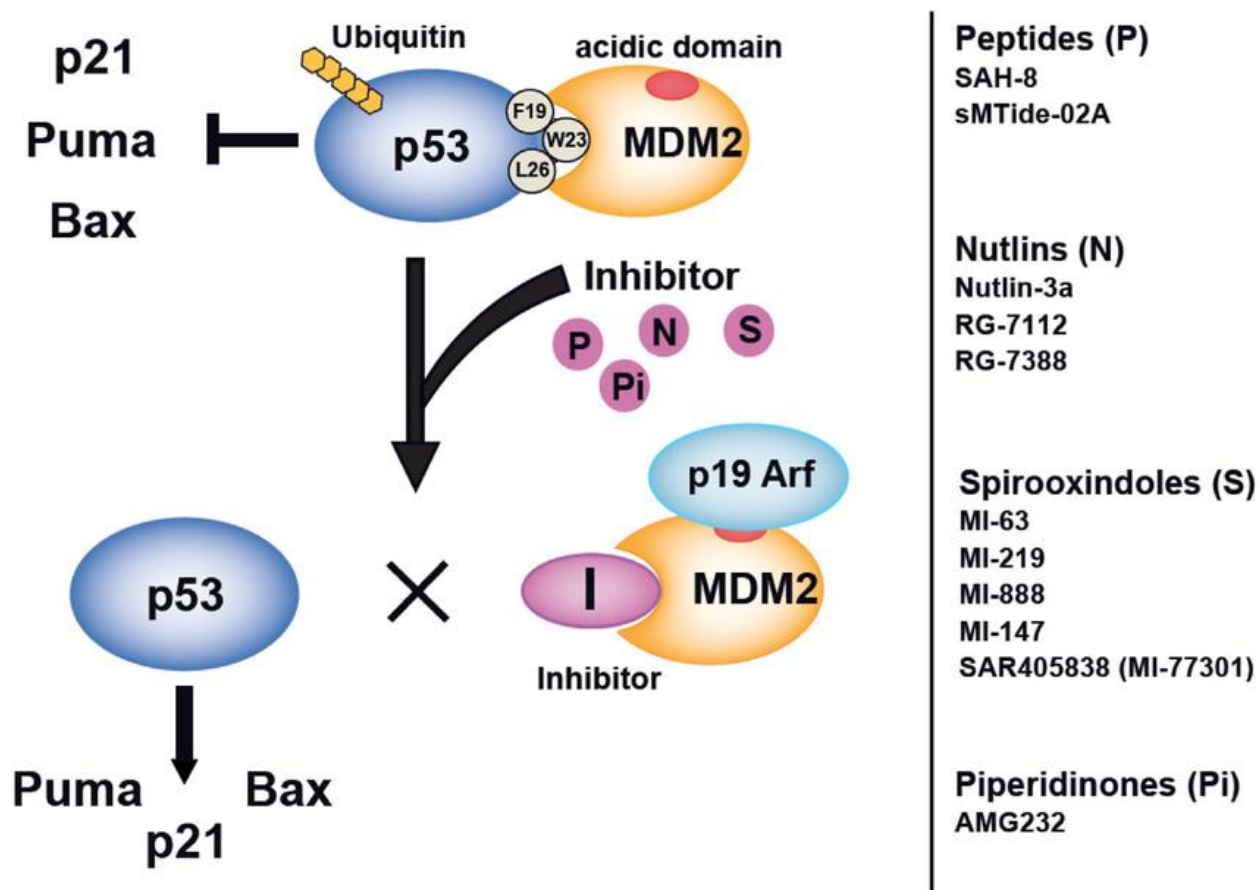 p21
Puma
Bax
Ubiquitin
p53
F19
W23
L26
acidic domain
MDM2
Inhibitor
P
N
S
Pi
p19 Arf
p53
I
MDM2
Inhibitor
Puma
Bax
p21
Peptides (P)
SAH-8
sMTide-02A
Nutlins (N)
Nutlin-3a
RG-7112
RG-7388
Spirooxindoles (S)
MI-63
MI-219
MI-888
MI-147
SAR405838 (MI-77301)
Piperidinones (Pi)
AMG232